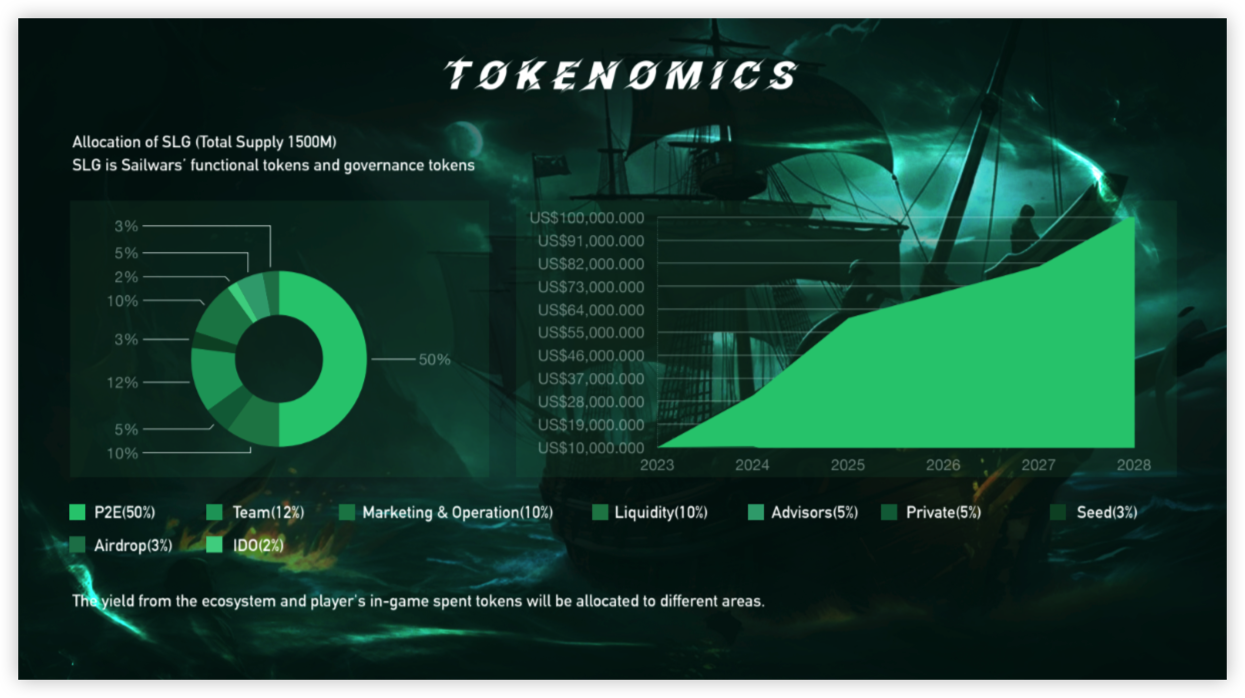 TOKENOMICS
Allocation of SLG (Total Supply 1500M)
SLG is Sailwars' functional tokens and governance tokens
3%
5%
2%
10%
3%
12%
5%
10%
50%
US$100,000.000
US$91,000.000
US$82,000.000
US$73,000.000
US$64,000.000
US$55,000.000
US$46,000.000
US$37,000.000
US$28,000.000
US$19,000.000
US$10,000.000
2023 2024 2025 2026 2027 2028
P2E(50%) Team(12%) Marketing & Operation(10%) Liquidity(10%) Advisors(5%) Private(5%) Seed(3%)
Airdrop(3%) IDO(2%)
The yield from the ecosystem and player's in-game spent tokens will be allocated to different areas.